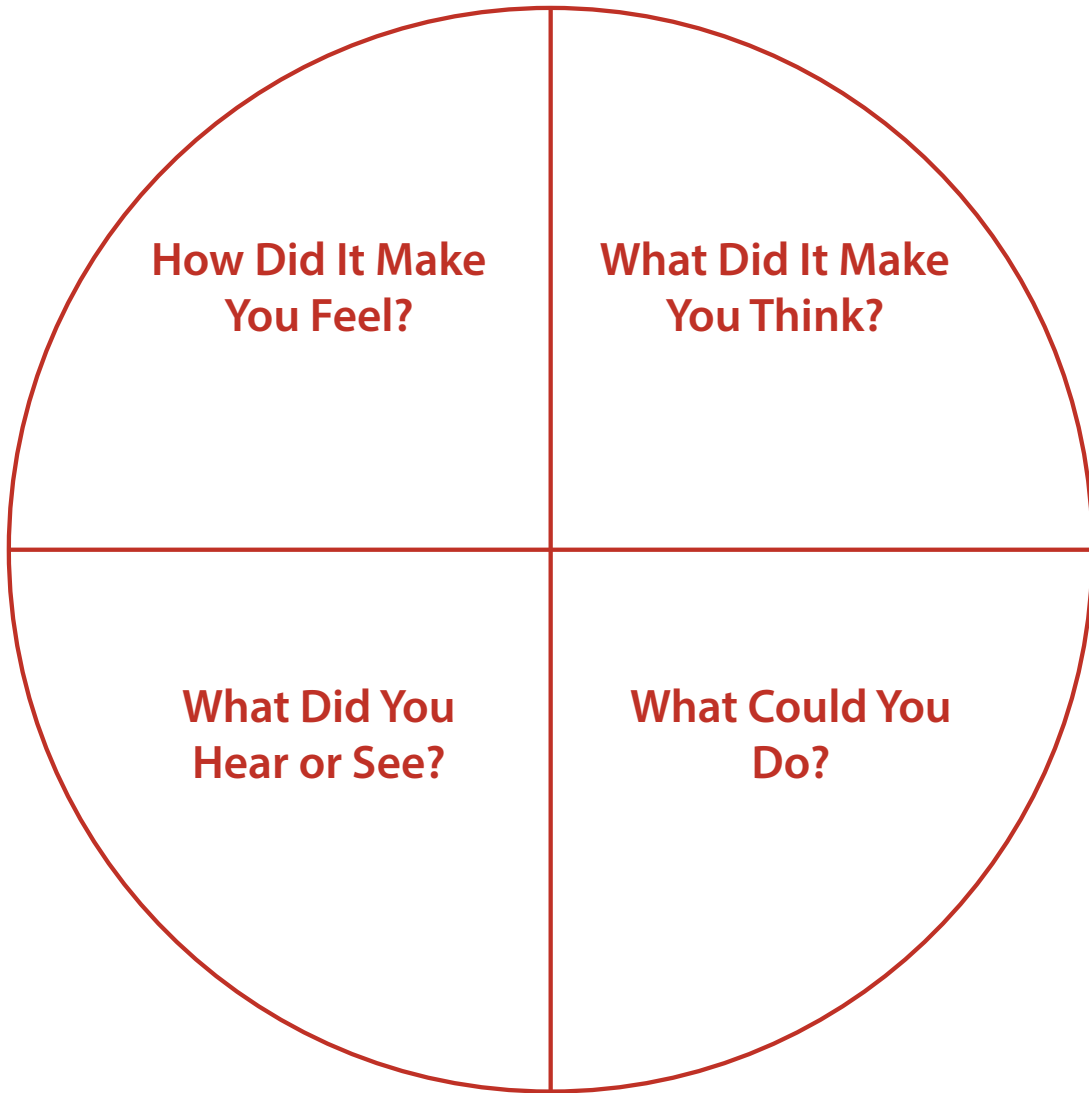 How Did It Make
You Feel?
What Did It Make
You Think?
What Did You
Hear or See?
What Could You
Do?